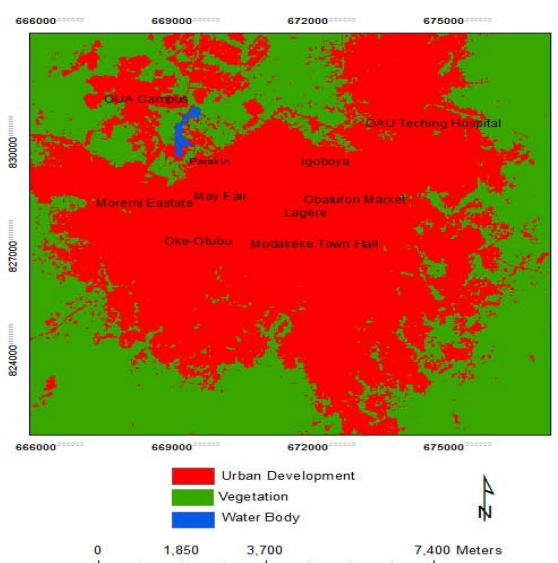 666000 669000 672000 675000
OUA Campus
OAU Teching Hospital
830000
Parakin
Igoboya
May Fair
Obalufon Market
Moremi Eastate
Lagere
Oke-Otubu
Modakeke Town Hall
827000
824000
666000 669000 672000 675000
Urban Development
Vegetation
Water Body
N
0 1,850 3,700 7,400 Meters